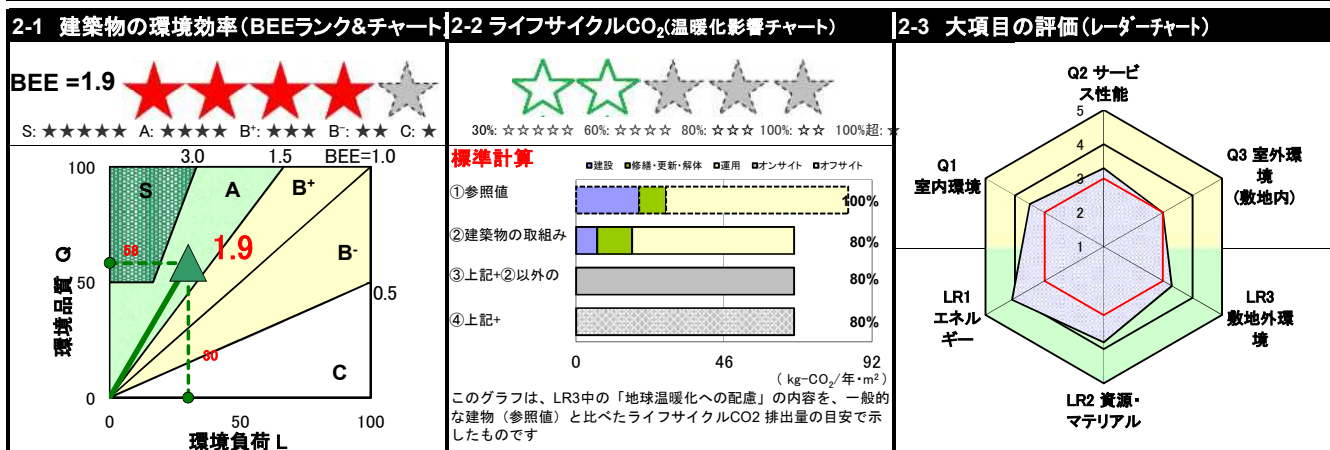 2-1 建築物の環境効率(BEEランク&チャート)
BEE =1.9
S: ★★★★★ A: ★★★★ B⁺: ★★★ B⁻: ★★ C: ★
3.0 1.5 BEE=1.0
100
S
A
B⁺
B⁻
C
58
1.9
50
0.5
30
0
環境品質 Q
0 50 100
環境負荷 L
2-2 ライフサイクルCO₂(温暖化影響チャート)
30%: ☆☆☆☆☆ 60%: ☆☆☆☆ 80%: ☆☆☆ 100%: ☆☆ 100%超: ☆
標準計算
■建設 ■修繕・更新・解体 ■運用 ■オンサイト ■オフサイト
①参照値 100%
②建築物の取組み 80%
③上記+②以外の 80%
④上記+ 80%
0 46 92
( kg-CO₂/年・m²)
このグラフは、LR3中の「地球温暖化への配慮」の内容を、一般的
な建物(参照値)と比べたライフサイクルCO2 排出量の目安で示
したものです
2-3 大項目の評価(レーダーチャート)
Q2 サービ
ス性能
Q1
室内環境
Q3 室外環
境
(敷地内)
5
4
3
2
1
LR1
エネル
ギー
LR3
敷地外環
境
LR2 資源・
マテリアル